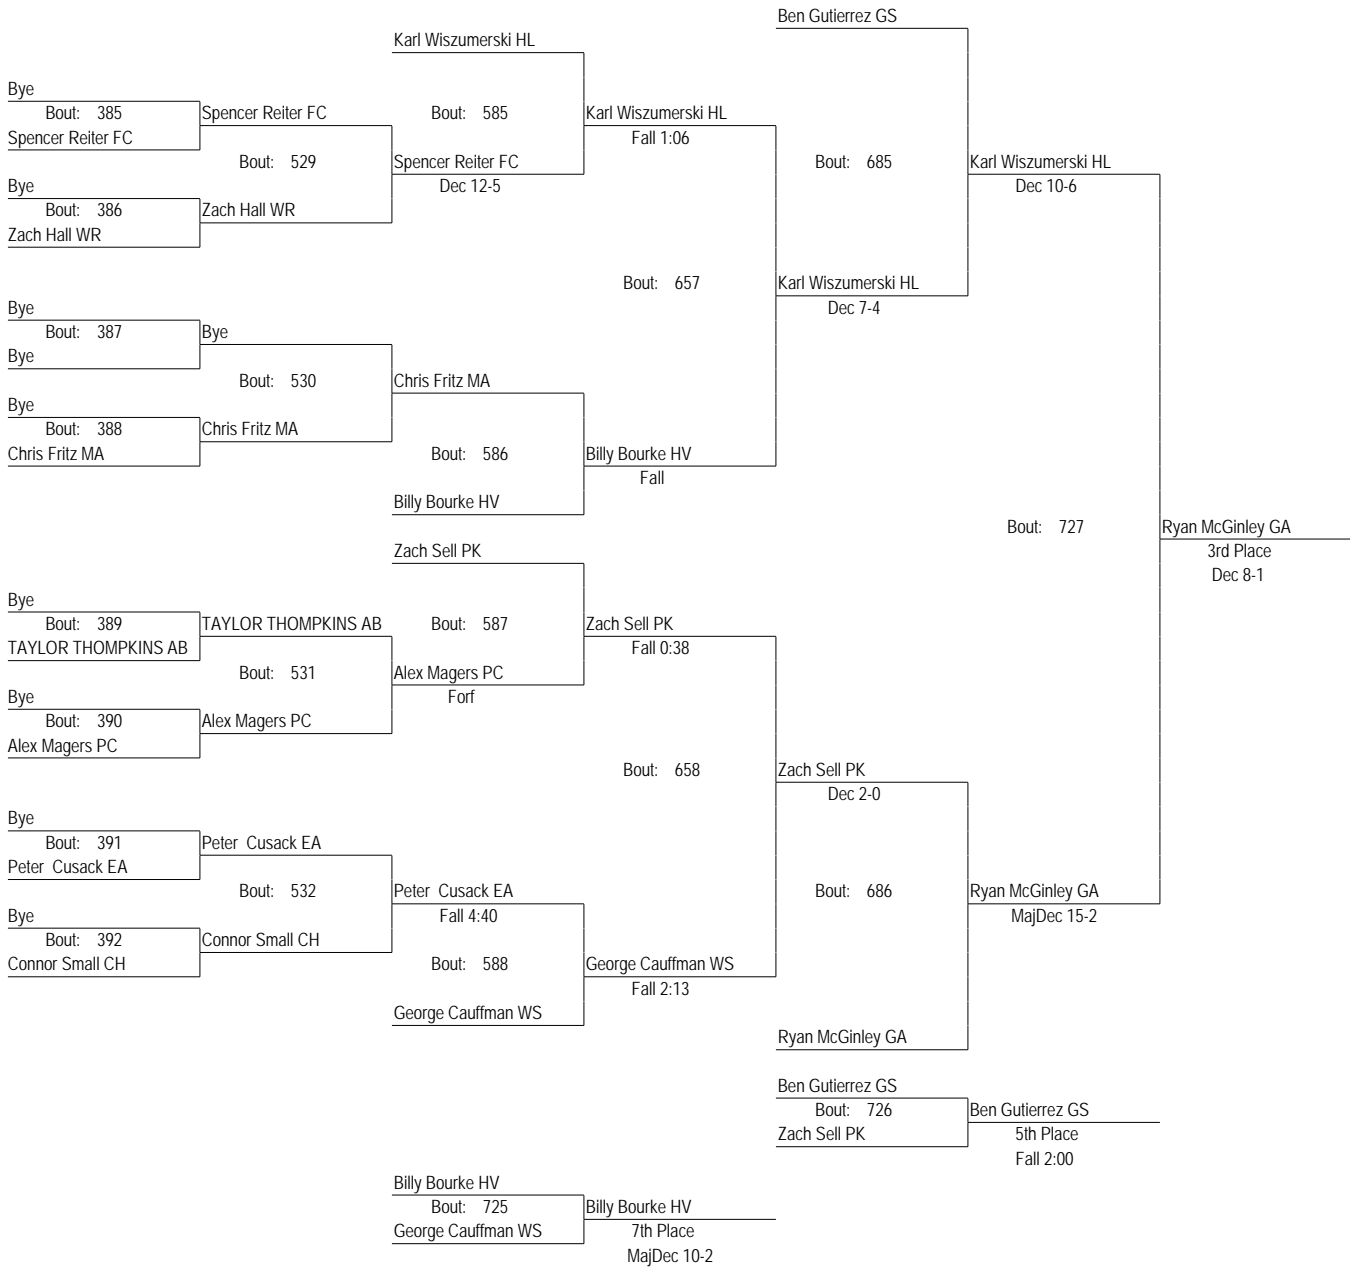 Ben Gutierrez GS
Karl Wiszumerski HL
Bye
Bout: 385
Spencer Reiter FC
Bout: 585
Karl Wiszumerski HL
Spencer Reiter FC
Fall 1:06
Bout: 529
Spencer Reiter FC
Bout: 685
Karl Wiszumerski HL
Bye
Dec 12-5
Dec 10-6
Bout: 386
Zach Hall WR
Zach Hall WR
Bout: 657
Karl Wiszumerski HL
Bye
Dec 7-4
Bout: 387
Bye
Bye
Bout: 530
Chris Fritz MA
Bye
Bout: 388
Chris Fritz MA
Chris Fritz MA
Bout: 586
Billy Bourke HV
Fall
Billy Bourke HV
Bout: 727
Ryan McGinley GA
Zach Sell PK
3rd Place
Dec 8-1
Bye
Bout: 389
TAYLOR THOMPKINS AB
Bout: 587
Zach Sell PK
TAYLOR THOMPKINS AB
Fall 0:38
Bout: 531
Alex Magers PC
Bye
Forf
Bout: 390
Alex Magers PC
Alex Magers PC
Bout: 658
Zach Sell PK
Dec 2-0
Bye
Bout: 391
Peter Cusack EA
Peter Cusack EA
Bout: 532
Peter Cusack EA
Bout: 686
Ryan McGinley GA
Bye
Fall 4:40
MajDec 15-2
Bout: 392
Connor Small CH
Connor Small CH
Bout: 588
George Cauffman WS
Fall 2:13
George Cauffman WS
Ryan McGinley GA
Ben Gutierrez GS
Bout: 726
Ben Gutierrez GS
Zach Sell PK
5th Place
Fall 2:00
Billy Bourke HV
Bout: 725
Billy Bourke HV
George Cauffman WS
7th Place
MajDec 10-2